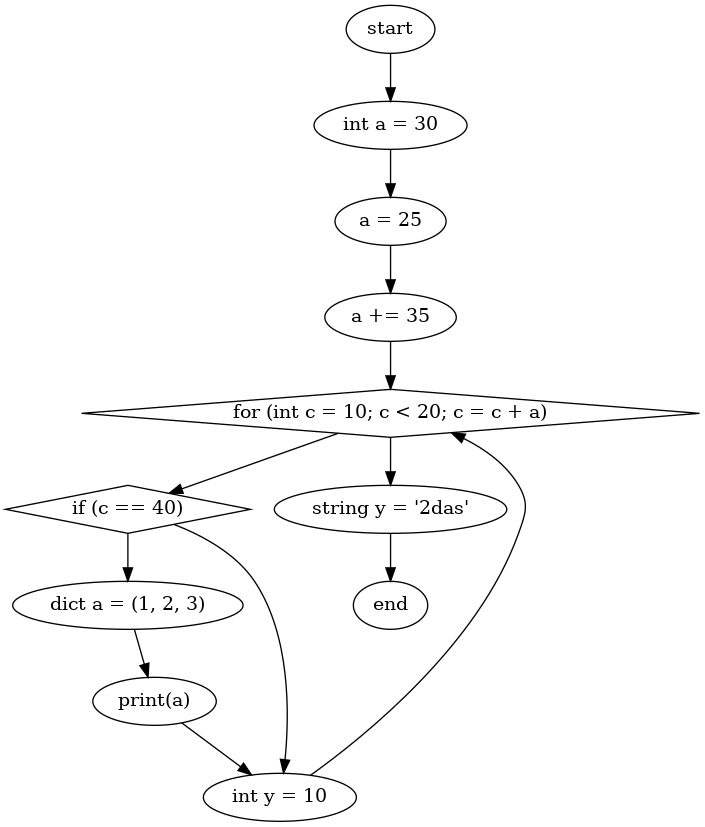 start
int a = 30
a = 25
a += 35
for (int c = 10; c < 20; c = c + a)
if (c == 40)
string y = '2das'
dict a = (1, 2, 3)
end
print(a)
int y = 10